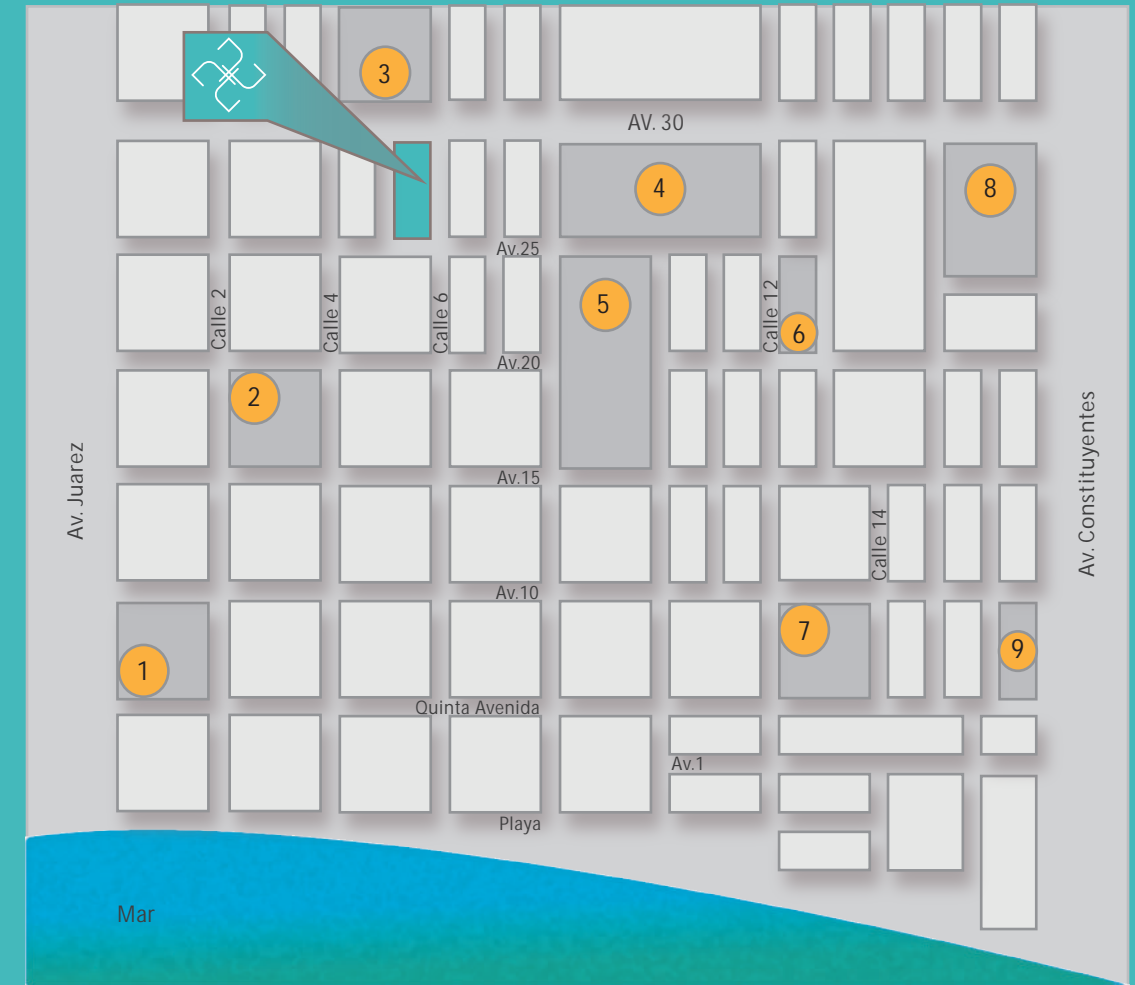 3
AV. 30
4
8
Av.25
Calle 2
Calle 4
Calle 6
5
Calle 12
6
Av.20
2
Av. Juarez
Av. Constituyentes
Av.15
Calle 14
Av.10
1
7
9
Quinta Avenida
Av.1
Playa
Mar